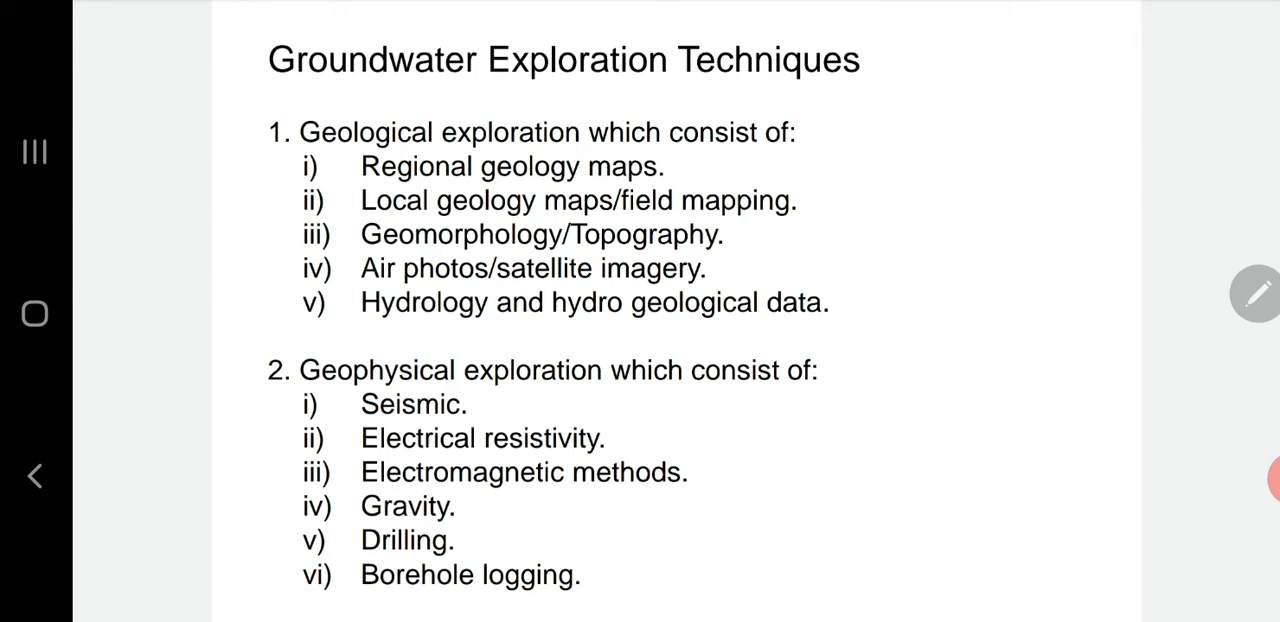 Groundwater Exploration Techniques
1. Geological exploration which consist of:
i) Regional geology maps.
ii) Local geology maps/field mapping.
iii) Geomorphology/Topography.
iv) Air photos/satellite imagery.
v) Hydrology and hydro geological data.
2. Geophysical exploration which consist of:
i) Seismic.
ii) Electrical resistivity.
iii) Electromagnetic methods.
iv) Gravity.
v) Drilling.
vi) Borehole logging.